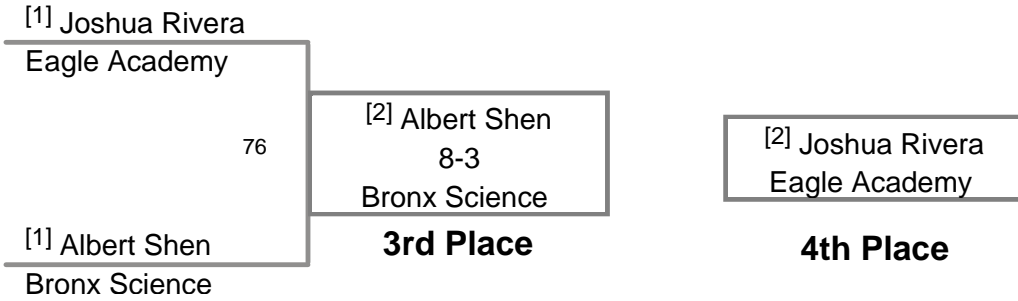 [1] Joshua Rivera
Eagle Academy
76
[1] Albert Shen
Bronx Science
[2] Albert Shen
8-3
Bronx Science
3rd Place
[2] Joshua Rivera
Eagle Academy
4th Place